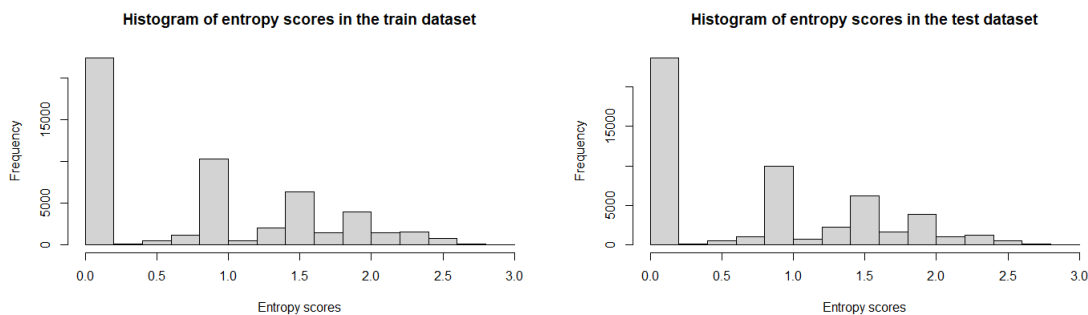 Histogram of entropy scores in the train dataset
Frequency
0
5000
15000
0.0 0.5 1.0 1.5 2.0 2.5 3.0
Entropy scores
Histogram of entropy scores in the test dataset
Frequency
0
5000
15000
0.0 0.5 1.0 1.5 2.0 2.5 3.0
Entropy scores